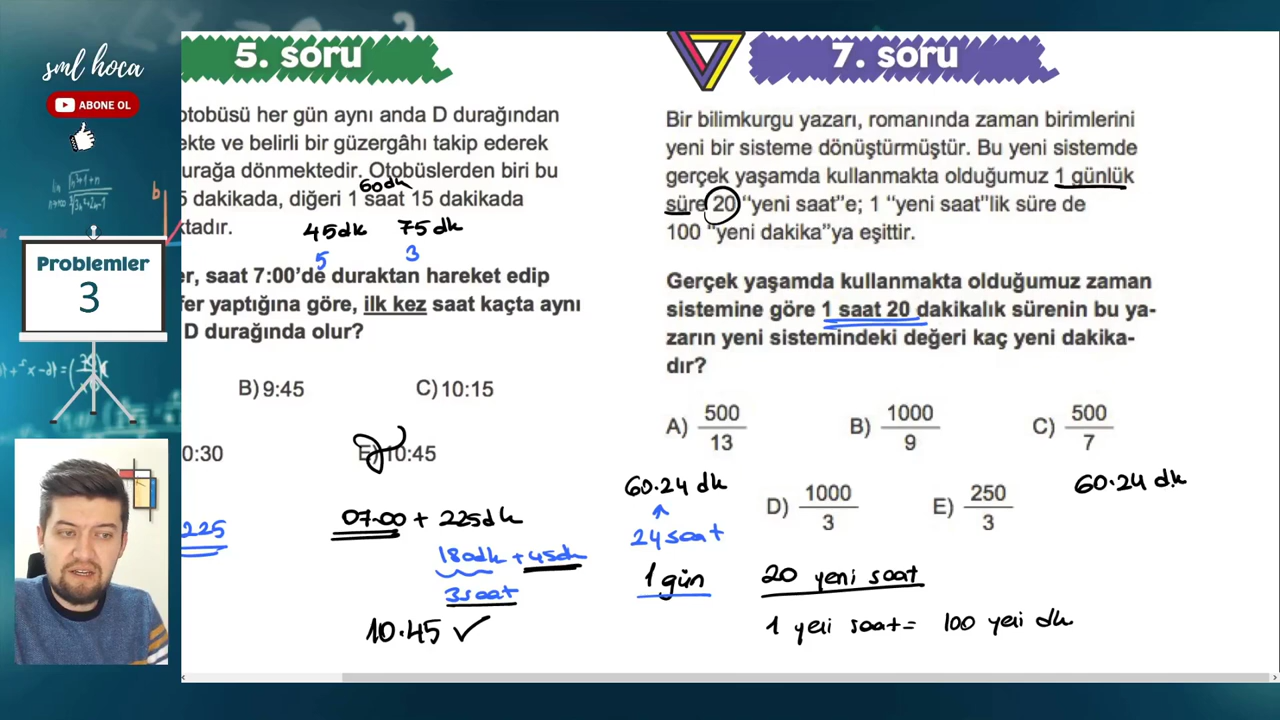 sml hoca
ABONE OL
Problemler
3
5. soru
otobüsü her gün aynı anda D durağından
ekte ve belirli bir güzergâhı takip ederek
urağa dönmektedir. Otobüslerden biri bu
60dk
5 dakikada, diğeri 1 saat 15 dakikada
ktadır.
45dk 75dk
5 3
er, saat 7:00'de duraktan hareket edip
fer yaptığına göre, ilk kez saat kaçta aynı
D durağında olur?
B) 9:45 C) 10:15
0:30 E) 10:45
225
07.00 + 225dk
180dk + 45dk
3saat
10.45 ✓
7. soru
Bir bilimkurgu yazarı, romanında zaman birimlerini
yeni bir sisteme dönüştürmüştür. Bu yeni sistemde
gerçek yaşamda kullanmakta olduğumuz 1 günlük
süre 20 "yeni saat"e; 1 "yeni saat"lik süre de
100 "yeni dakika"ya eşittir.
Gerçek yaşamda kullanmakta olduğumuz zaman
sistemine göre 1 saat 20 dakikalık sürenin bu ya-
zarın yeni sistemindeki değeri kaç yeni dakika-
dır?
A) 500/13 B) 1000/9 C) 500/7
D) 1000/3 E) 250/3
60.24 dk 60.24 dk
24 saat
1 gün 20 yeni saat
1 yeni saat = 100 yeni dk